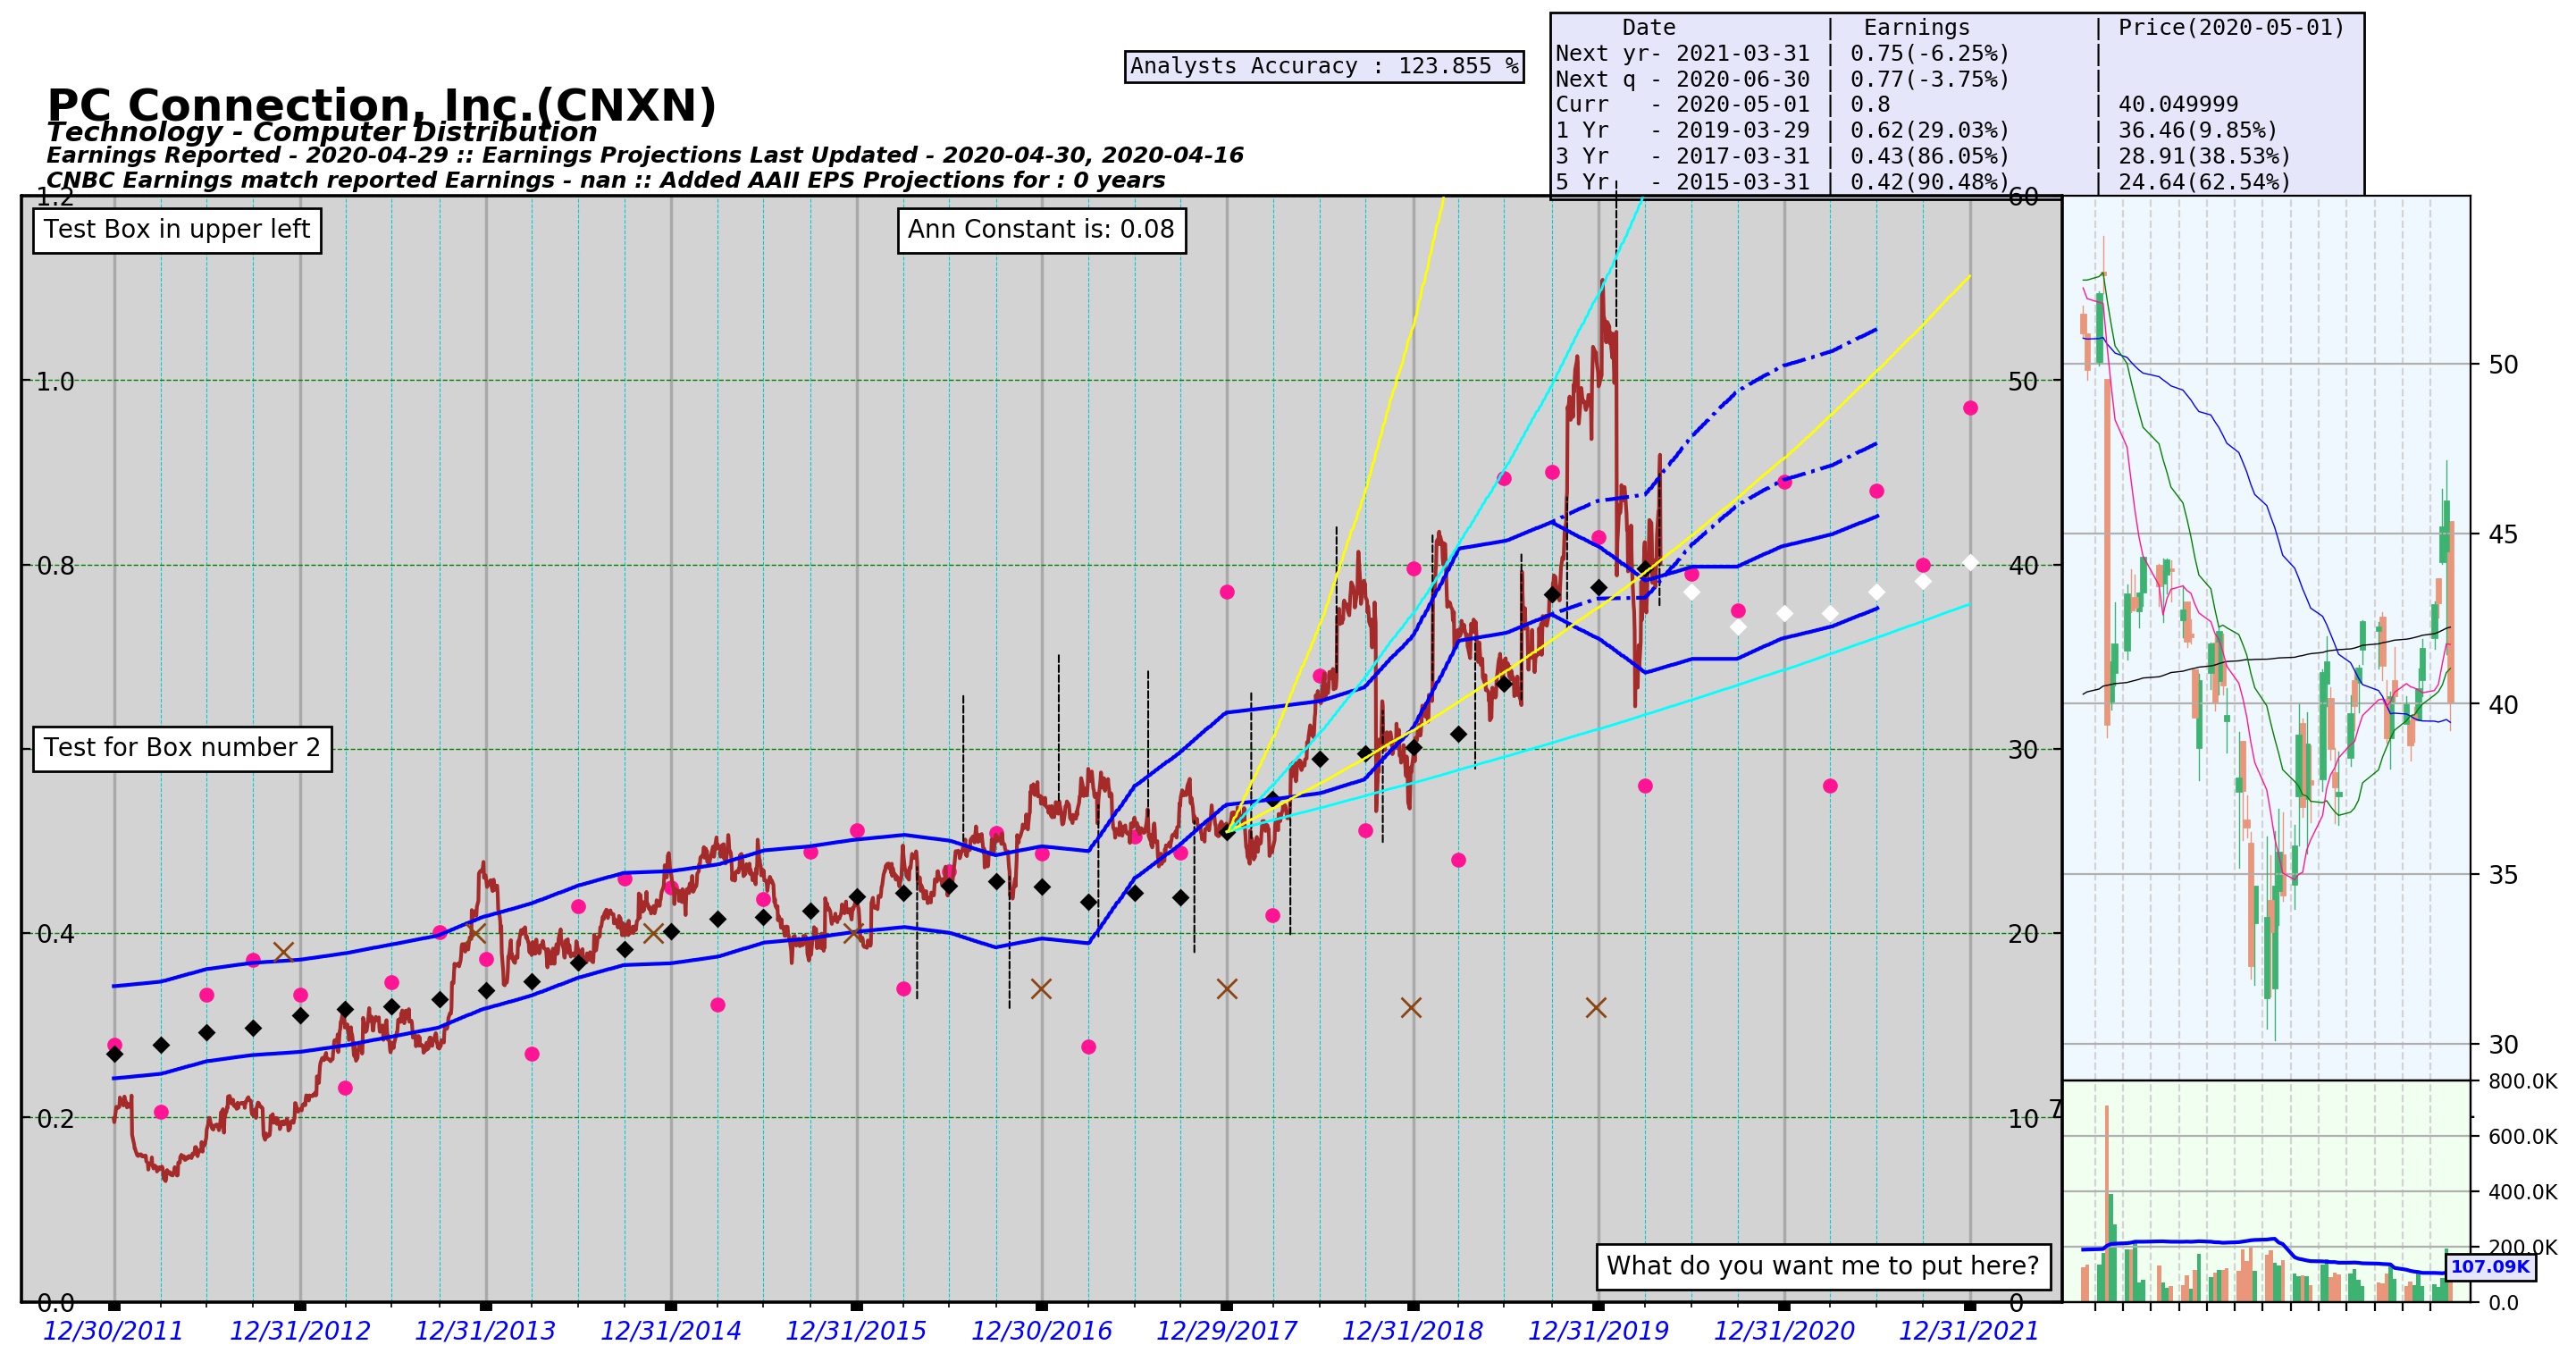 Date | Earnings | Price(2020-05-01)
Next yr- 2021-03-31 | 0.75(-6.25%) |
Next q - 2020-06-30 | 0.77(-3.75%) |
Curr - 2020-05-01 | 0.8 | 40.049999
1 Yr - 2019-03-29 | 0.62(29.03%) | 36.46(9.85%)
3 Yr - 2017-03-31 | 0.43(86.05%) | 28.91(38.53%)
5 Yr - 2015-03-31 | 0.42(90.48%) | 24.64(62.54%)
Analysts Accuracy : 123.855 %
PC Connection, Inc.(CNXN)
Technology - Computer Distribution
Earnings Reported - 2020-04-29 :: Earnings Projections Last Updated - 2020-04-30, 2020-04-16
CNBC Earnings match reported Earnings - nan :: Added AAII EPS Projections for : 0 years
1.2
60
Test Box in upper left
Ann Constant is: 0.08
50
1.0
50
45
0.8
40
40
Test for Box number 2
30
35
0.4
20
30
800.0K
0.2
10
7
600.0K
400.0K
200.0K
What do you want me to put here?
107.09K
0.0
0
0.0
12/30/2011 12/31/2012 12/31/2013 12/31/2014 12/31/2015 12/30/2016 12/29/2017 12/31/2018 12/31/2019 12/31/2020 12/31/2021